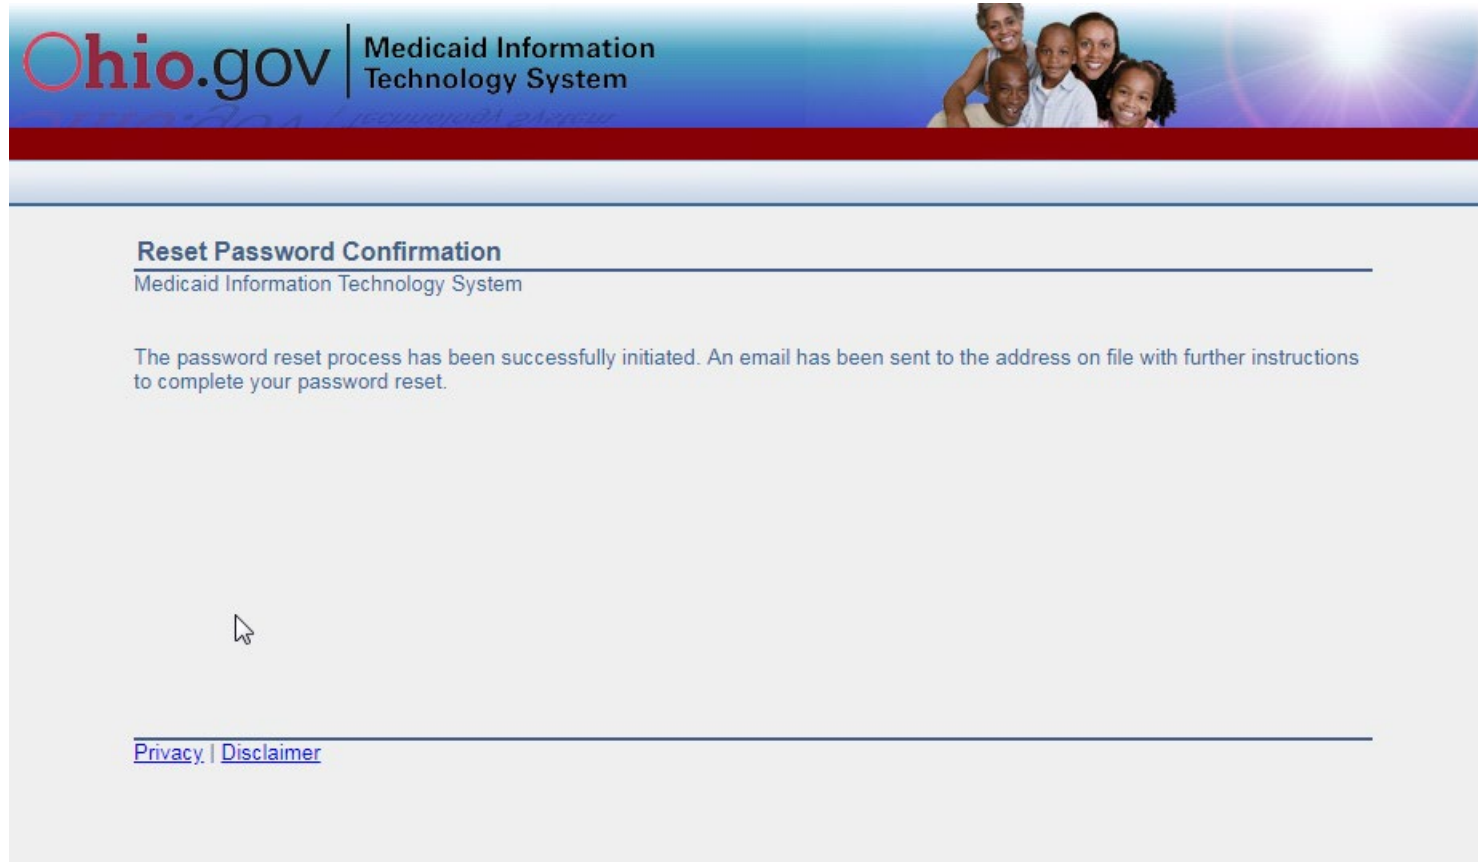 Ohio.gov
Medicaid Information
Technology System
Reset Password Confirmation
Medicaid Information Technology System
The password reset process has been successfully initiated. An email has been sent to the address on file with further instructions
to complete your password reset.
Privacy | Disclaimer